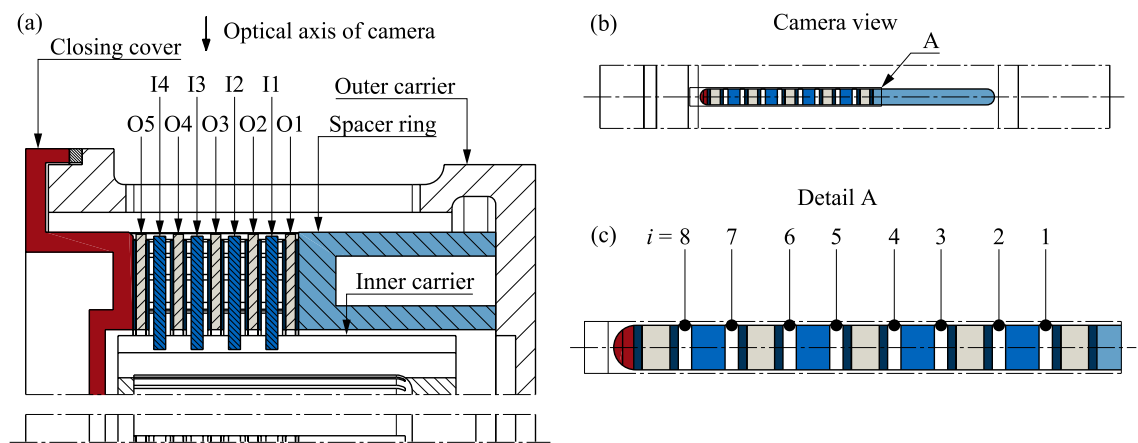 (a)
Optical axis of camera
Closing cover
I4 I3 I2 I1
Outer carrier
O5 O4 O3 O2 O1
Spacer ring
Inner carrier
(b)
Camera view
A
Detail A
(c)
i = 8 7 6 5 4 3 2 1